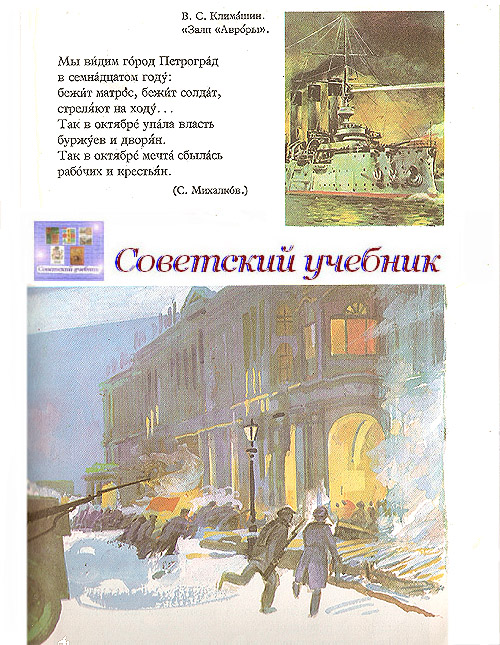 В. С. Клима́шин.
«Залп «Авро́ры».
Мы ви́дим го́род Петрогра́д
в семна́дцатом году́:
бежи́т матро́с, бежи́т солда́т,
стреля́ют на ходу́...
Так в октябре́ упа́ла власть
буржу́ев и дворя́н.
Так в октябре́ мечта́ сбыла́сь
рабо́чих и крестья́н.
(С. Михалко́в.)
Советский учебник
Советский учебник